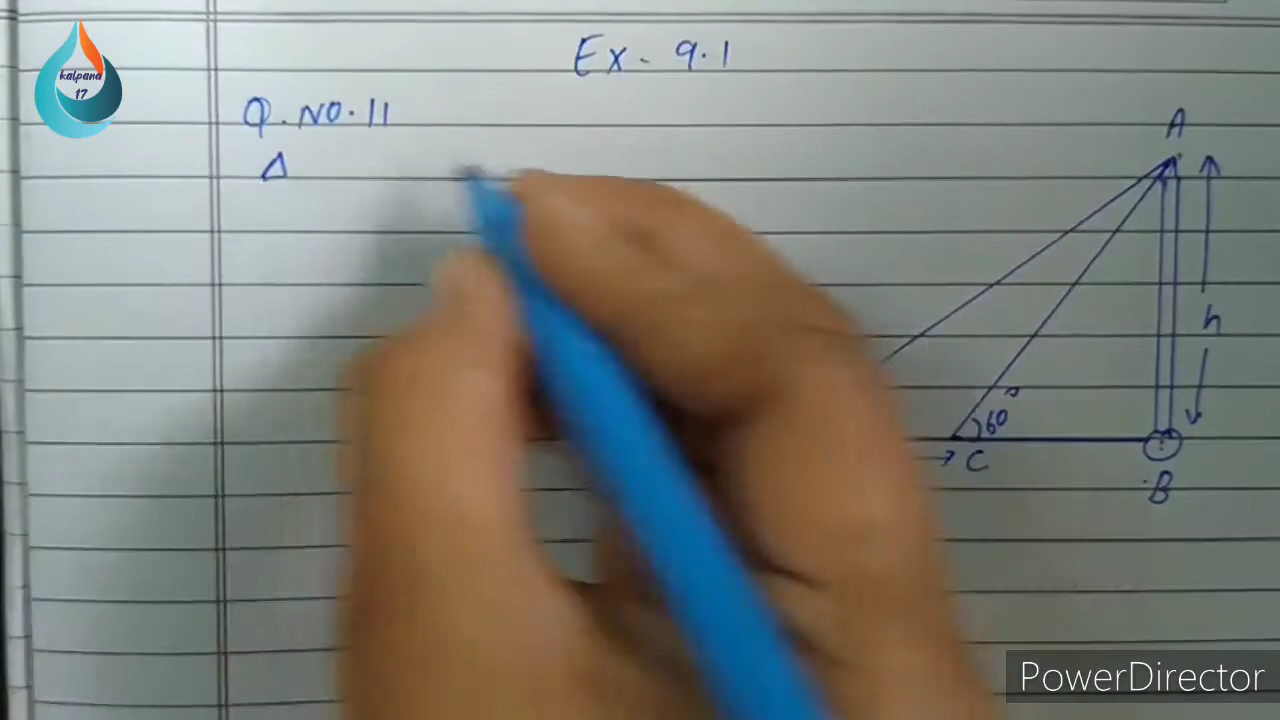 kalpana
17
Ex - 9.1
Q. NO. 11
Δ
A
h
60°
C
B
PowerDirector